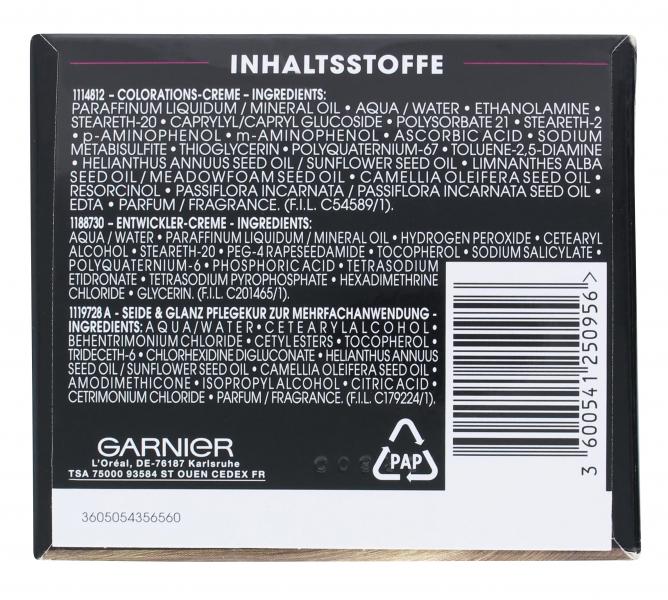 INHALTSSTOFFE
1114812 – COLORATIONS-CREME - INGREDIENTS:
PARAFFINUM LIQUIDUM / MINERAL OIL • AQUA / WATER • ETHANOLAMINE •
STEARETH-20 • CAPRYLYL/CAPRYL GLUCOSIDE • POLYSORBATE 21 • STEARETH-2
• p-AMINOPHENOL • m-AMINOPHENOL • ASCORBIC ACID • SODIUM
METABISULFITE • THIOGLYCERIN • POLYQUATERNIUM-67 • TOLUENE-2,5-DIAMINE
• HELIANTHUS ANNUUS SEED OIL / SUNFLOWER SEED OIL • LIMNANTHES ALBA
SEED OIL / MEADOWFOAM SEED OIL • CAMELLIA OLEIFERA SEED OIL •
RESORCINOL • PASSIFLORA INCARNATA / PASSIFLORA INCARNATA SEED OIL •
EDTA • PARFUM / FRAGRANCE. (F.I.L. C54589/1).
1188730 – ENTWICKLER-CREME - INGREDIENTS:
AQUA / WATER • PARAFFINUM LIQUIDUM / MINERAL OIL • HYDROGEN PEROXIDE • CETEARYL
ALCOHOL • STEARETH-20 • PEG-4 RAPESEEDAMIDE • TOCOPHEROL • SODIUM SALICYLATE •
POLYQUATERNIUM-6 • PHOSPHORIC ACID • TETRASODIUM
ETIDRONATE • TETRASODIUM PYROPHOSPHATE • HEXADIMETHRINE
CHLORIDE • GLYCERIN. (F.I.L. C201465/1).
1119728 A - SEIDE & GLANZ PFLEGEKUR ZUR MEHRFACHANWENDUNG -
INGREDIENTS: AQUA / WATER • CETEARYL ALCOHOL •
BEHENTRIMONIUM CHLORIDE • CETYL ESTERS • TOCOPHEROL
TRIDECETH-6 • CHLORHEXIDINE DIGLUCONATE • HELIANTHUS ANNUUS
SEED OIL / SUNFLOWER SEED OIL • CAMELLIA OLEIFERA SEED OIL •
AMODIMETHICONE • ISOPROPYL ALCOHOL • CITRIC ACID •
CETRIMONIUM CHLORIDE • PARFUM / FRAGRANCE. (F.I.L. C179224/1).
3 600541 250956 >
GARNIER
L'Oréal, DE-76187 Karlsruhe
TSA 75000 93584 ST OUEN CEDEX FR
PAP
3605054356560